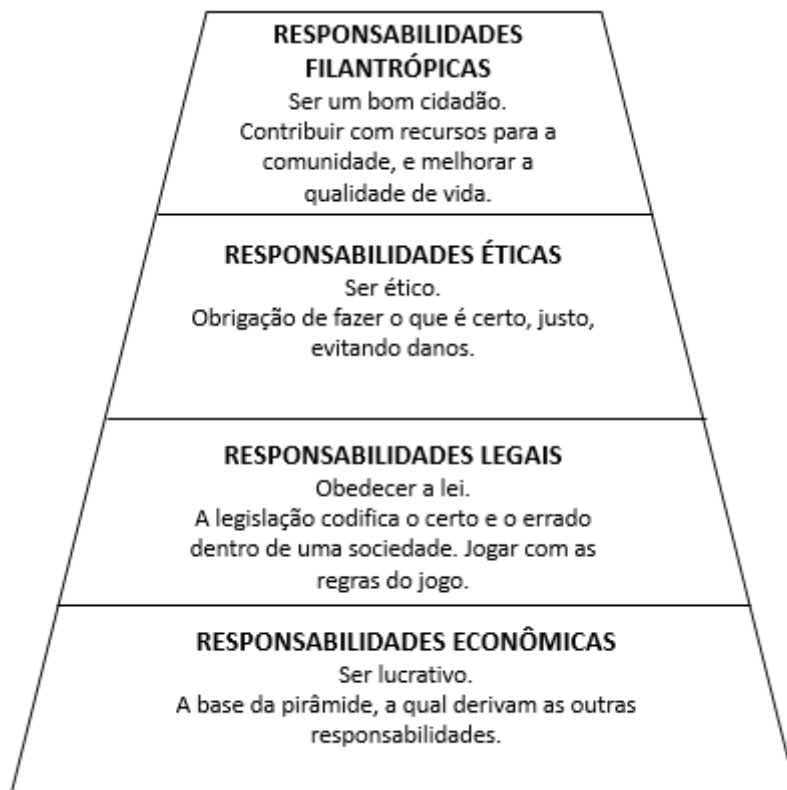 RESPONSABILIDADES
FILANTRÓPICAS
Ser um bom cidadão.
Contribuir com recursos para a
comunidade, e melhorar a
qualidade de vida.
RESPONSABILIDADES ÉTICAS
Ser ético.
Obrigação de fazer o que é certo, justo,
evitando danos.
RESPONSABILIDADES LEGAIS
Obedecer a lei.
A legislação codifica o certo e o errado
dentro de uma sociedade. Jogar com as
regras do jogo.
RESPONSABILIDADES ECONÔMICAS
Ser lucrativo.
A base da pirâmide, a qual derivam as outras
responsabilidades.